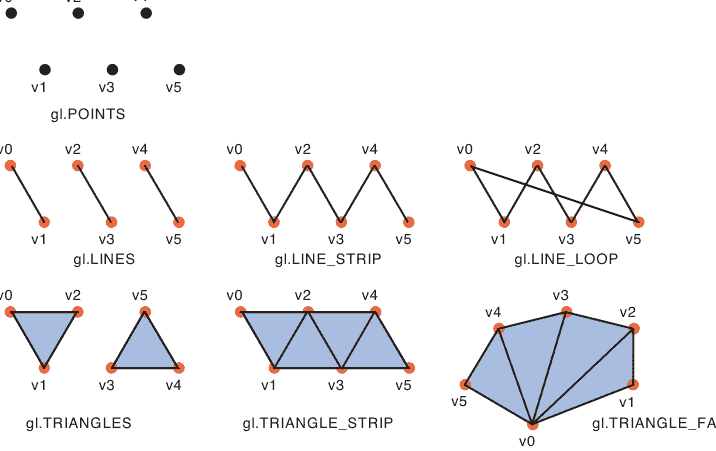 v1 v3 v5
gl.POINTS
v0 v2 v4 v0 v2 v4 v0 v2 v4
v1 v3 v5 v1 v3 v5 v1 v3 v5
gl.LINES gl.LINE_STRIP gl.LINE_LOOP
v0 v2 v5 v0 v2 v4 v3
v4 v2
v1 v3 v4 v1 v3 v5 v5 v1
gl.TRIANGLES gl.TRIANGLE_STRIP gl.TRIANGLE_FA
v0